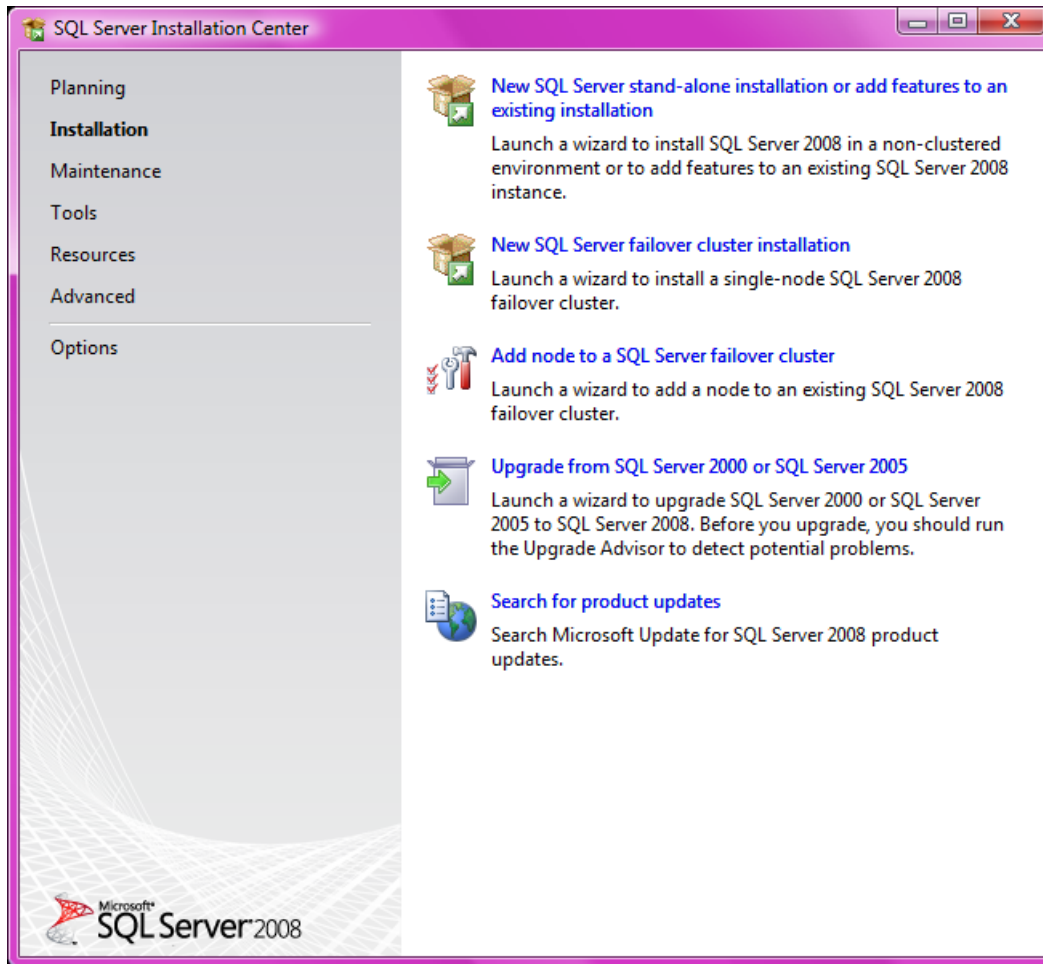 SQL Server Installation Center
Planning
Installation
Maintenance
Tools
Resources
Advanced
Options
New SQL Server stand-alone installation or add features to an
existing installation
Launch a wizard to install SQL Server 2008 in a non-clustered
environment or to add features to an existing SQL Server 2008
instance.
New SQL Server failover cluster installation
Launch a wizard to install a single-node SQL Server 2008
failover cluster.
Add node to a SQL Server failover cluster
Launch a wizard to add a node to an existing SQL Server 2008
failover cluster.
Upgrade from SQL Server 2000 or SQL Server 2005
Launch a wizard to upgrade SQL Server 2000 or SQL Server
2005 to SQL Server 2008. Before you upgrade, you should run
the Upgrade Advisor to detect potential problems.
Search for product updates
Search Microsoft Update for SQL Server 2008 product
updates.
Microsoft®
SQL Server®2008